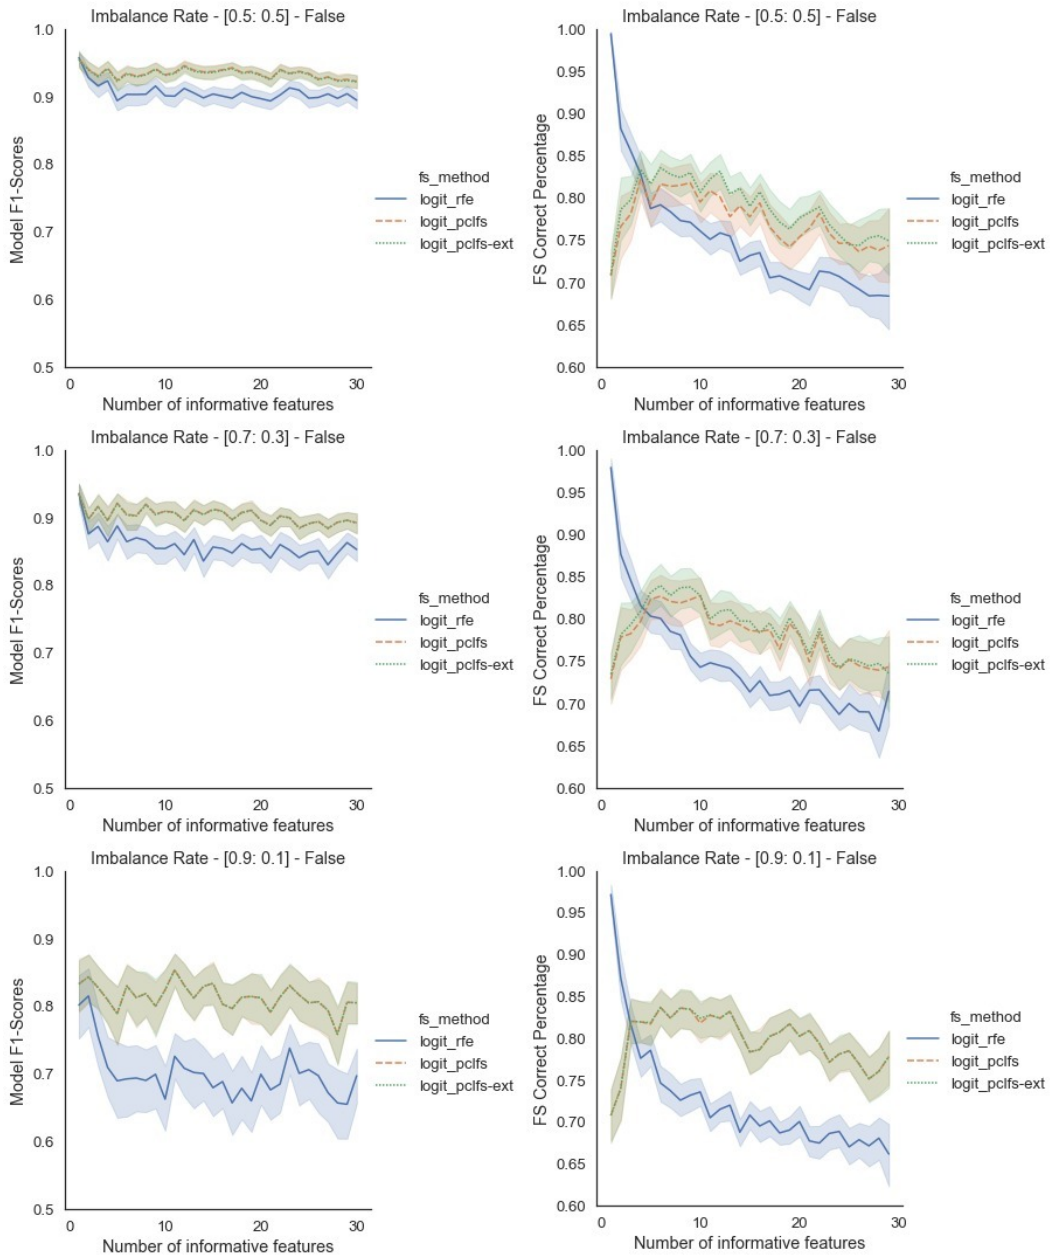 Imbalance Rate - [0.5: 0.5] - False
1.0
0.9
0.8
0.7
0.6
0.5
Model F1-Scores
0
10
20
30
Number of informative features
fs_method
logit_rfe
logit_pclfs
logit_pclfs-ext
Imbalance Rate - [0.5: 0.5] - False
1.00
0.95
0.90
0.85
0.80
0.75
0.70
0.65
0.60
FS Correct Percentage
0
10
20
30
Number of informative features
fs_method
logit_rfe
logit_pclfs
logit_pclfs-ext
Imbalance Rate - [0.7: 0.3] - False
1.0
0.9
0.8
0.7
0.6
0.5
Model F1-Scores
0
10
20
30
Number of informative features
fs_method
logit_rfe
logit_pclfs
logit_pclfs-ext
Imbalance Rate - [0.7: 0.3] - False
1.00
0.95
0.90
0.85
0.80
0.75
0.70
0.65
0.60
FS Correct Percentage
0
10
20
30
Number of informative features
fs_method
logit_rfe
logit_pclfs
logit_pclfs-ext
Imbalance Rate - [0.9: 0.1] - False
1.0
0.9
0.8
0.7
0.6
0.5
Model F1-Scores
0
10
20
30
Number of informative features
fs_method
logit_rfe
logit_pclfs
logit_pclfs-ext
Imbalance Rate - [0.9: 0.1] - False
1.00
0.95
0.90
0.85
0.80
0.75
0.70
0.65
0.60
FS Correct Percentage
0
10
20
30
Number of informative features
fs_method
logit_rfe
logit_pclfs
logit_pclfs-ext